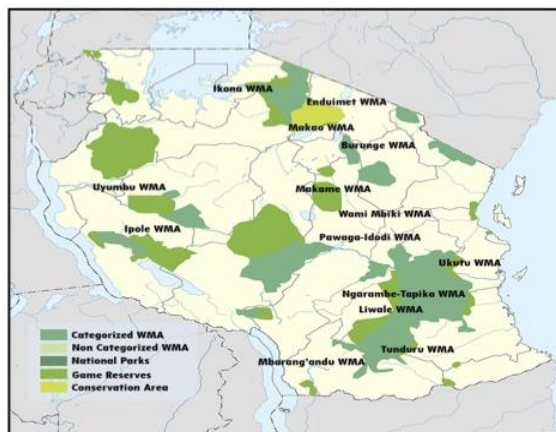 Ikona WMA
Enduimet WMA
Makao WMA
Burunge WMA
Uyumbu WMA
Makame WMA
Wami Mbiki WMA
Ipole WMA
Pawaga-Idodi WMA
Ukutu WMA
Ngarambe-Tapika WMA
Liwale WMA
Tunduru WMA
Mbarang'andu WMA
Categorized WMA
Non Categorized WMA
National Parks
Game Reserves
Conservation Area